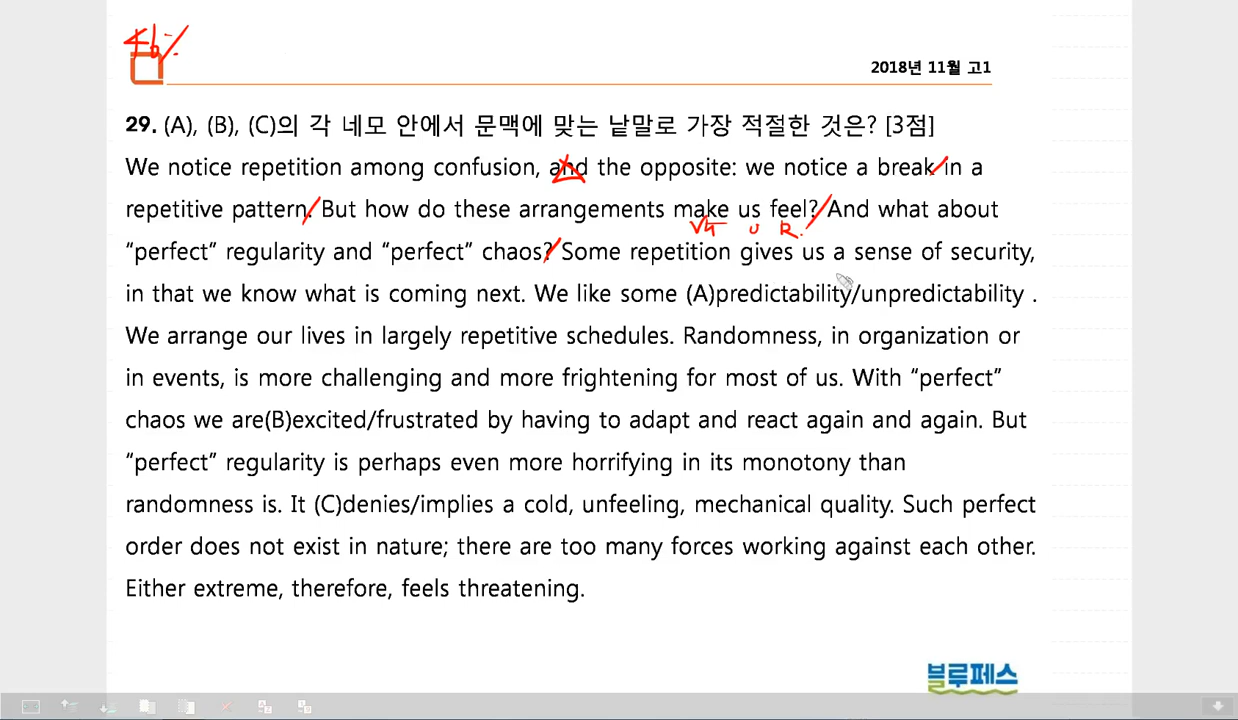 46%
2018년 11월 고1
29. (A), (B), (C)의 각 네모 안에서 문맥에 맞는 낱말로 가장 적절한 것은? [3점]
We notice repetition among confusion, and the opposite: we notice a break in a
repetitive pattern. But how do these arrangements make us feel? And what about
“perfect” regularity and “perfect” chaos? Some repetition gives us a sense of security,
in that we know what is coming next. We like some (A)predictability/unpredictability .
We arrange our lives in largely repetitive schedules. Randomness, in organization or
in events, is more challenging and more frightening for most of us. With “perfect”
chaos we are(B)excited/frustrated by having to adapt and react again and again. But
“perfect” regularity is perhaps even more horrifying in its monotony than
randomness is. It (C)denies/implies a cold, unfeeling, mechanical quality. Such perfect
order does not exist in nature; there are too many forces working against each other.
Either extreme, therefore, feels threatening.
블루페스